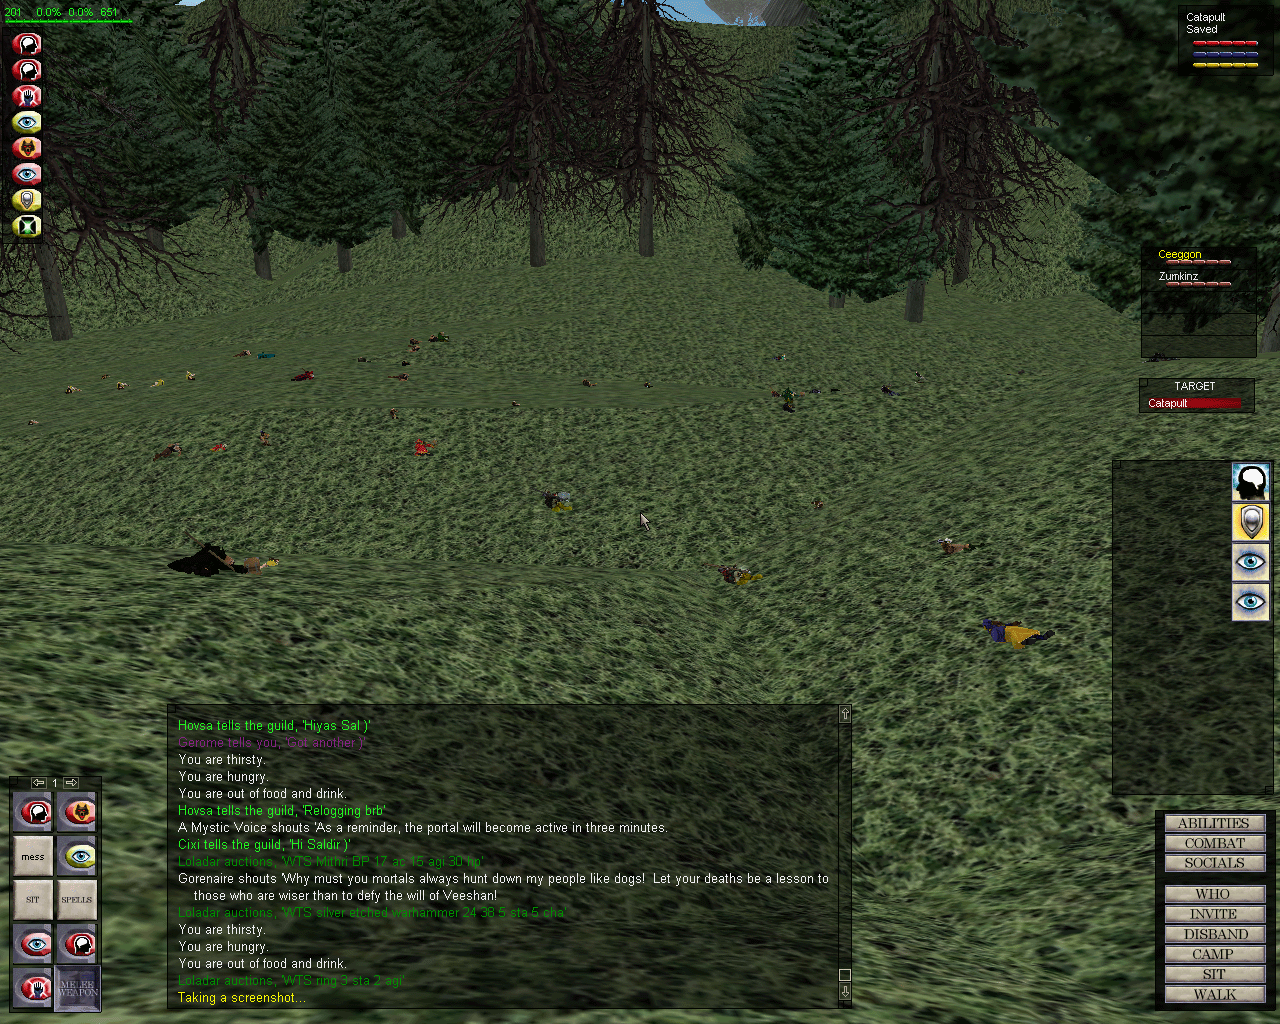 201 0.0% 0.0% 651
Catapult
Saved
Ceeggon
Zumkinz
TARGET
Catapult
Hovsa tells the guild, 'Hiyas Sal )'
Gerome tells you, 'Got another )'
You are thirsty.
You are hungry.
You are out of food and drink.
Hovsa tells the guild, 'Relogging brb'
A Mystic Voice shouts 'As a reminder, the portal will become active in three minutes.
Cixi tells the guild, 'Hi Saldir )'
Loladar auctions, 'WTS Mithri BP 17 ac 15 agi 30 hp'
Gorenaire shouts 'Why must you mortals always hunt down my people like dogs!  Let your deaths be a lesson to
those who are wiser than to defy the will of Veeshan!
Loladar auctions, 'WTS silver etched warhammer 24 38 5 sta 5 cha'
You are thirsty.
You are hungry.
You are out of food and drink.
Loladar auctions, 'WTS ring 3 sta 2 agi'
Taking a screenshot...
1
mess
SIT
SPELLS
MELEE
WEAPON
ABILITIES
COMBAT
SOCIALS
WHO
INVITE
DISBAND
CAMP
SIT
WALK